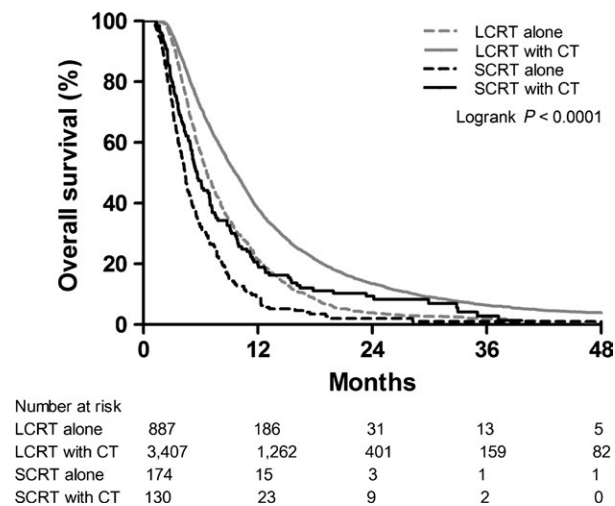 100
80
60
40
20
0
Overall survival (%)
LCRT alone
LCRT with CT
SCRT alone
SCRT with CT
Logrank P < 0.0001
0 12 24 36 48
Months
Number at risk
LCRT alone 887 186 31 13 5
LCRT with CT 3,407 1,262 401 159 82
SCRT alone 174 15 3 1 1
SCRT with CT 130 23 9 2 0